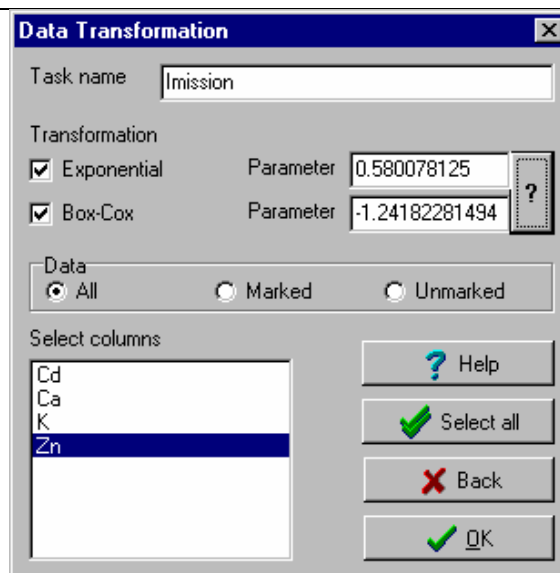 Data Transformation
Task name Imission
Transformation
Exponential Parameter 0.580078125
Box-Cox Parameter -1.24182281494
?
Data
All Marked Unmarked
Select columns
Cd
Ca
K
Zn
? Help
Select all
Back
OK